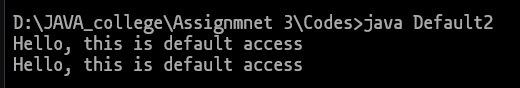 D:\JAVA_college\Assignmnet 3\Codes>java Default2
Hello, this is default access
Hello, this is default access